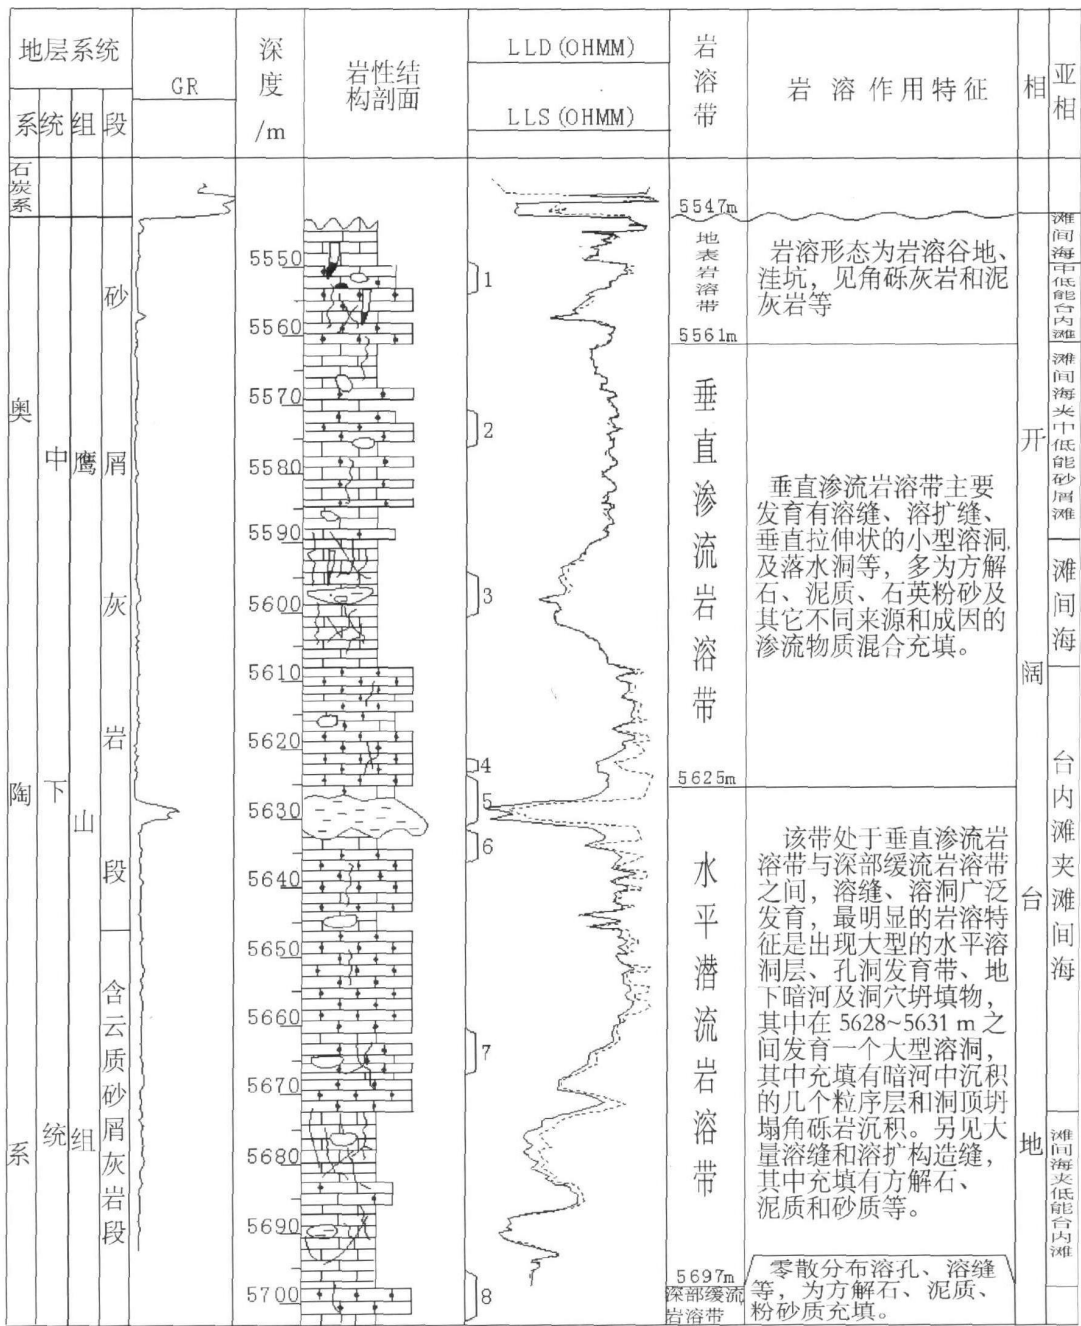 地层系统
系
统
组
段
GR
深度/m
岩性结
构剖面
LLD(OHMM)
LLS(OHMM)
岩溶带
岩溶作用特征
相
亚相
石炭系
奥陶系
中下统
鹰山组
砂屑灰岩段
含云质砂屑灰岩段
5550
5560
5570
5580
5590
5600
5610
5620
5630
5640
5650
5660
5670
5680
5690
5700
1
2
3
4
5
6
7
8
5547m
地表岩溶带
5561m
垂直渗流岩溶带
5625m
水平潜流岩溶带
5697m
深部缓流
岩溶带
岩溶形态为岩溶谷地、
洼坑，见角砾灰岩和泥
灰岩等
垂直渗流岩溶带主要
发育有溶缝、溶扩缝、
垂直拉伸状的小型溶洞
及落水洞等，多为方解
石、泥质、石英粉砂及
其它不同来源和成因的
渗流物质混合充填。
该带处于垂直渗流岩
溶带与深部缓流岩溶带
之间，溶缝、溶洞广泛
发育，最明显的岩溶特
征是出现大型的水平溶
洞层、孔洞发育带、地
下暗河及洞穴坍填物，
其中在 5628~5631 m 之
间发育一个大型溶洞，
其中充填有暗河中沉积
的几个粒序层和洞顶坍
塌角砾岩沉积。另见大
量溶缝和溶扩构造缝，
其中充填有方解石、
泥质和砂质等。
零散分布溶孔、溶缝
等，为方解石、泥质、
粉砂质充填。
开阔台地
滩间海
中低能台内滩
滩间海夹中低能砂屑滩
滩间海
台内滩夹滩间海
滩间海夹低能台内滩